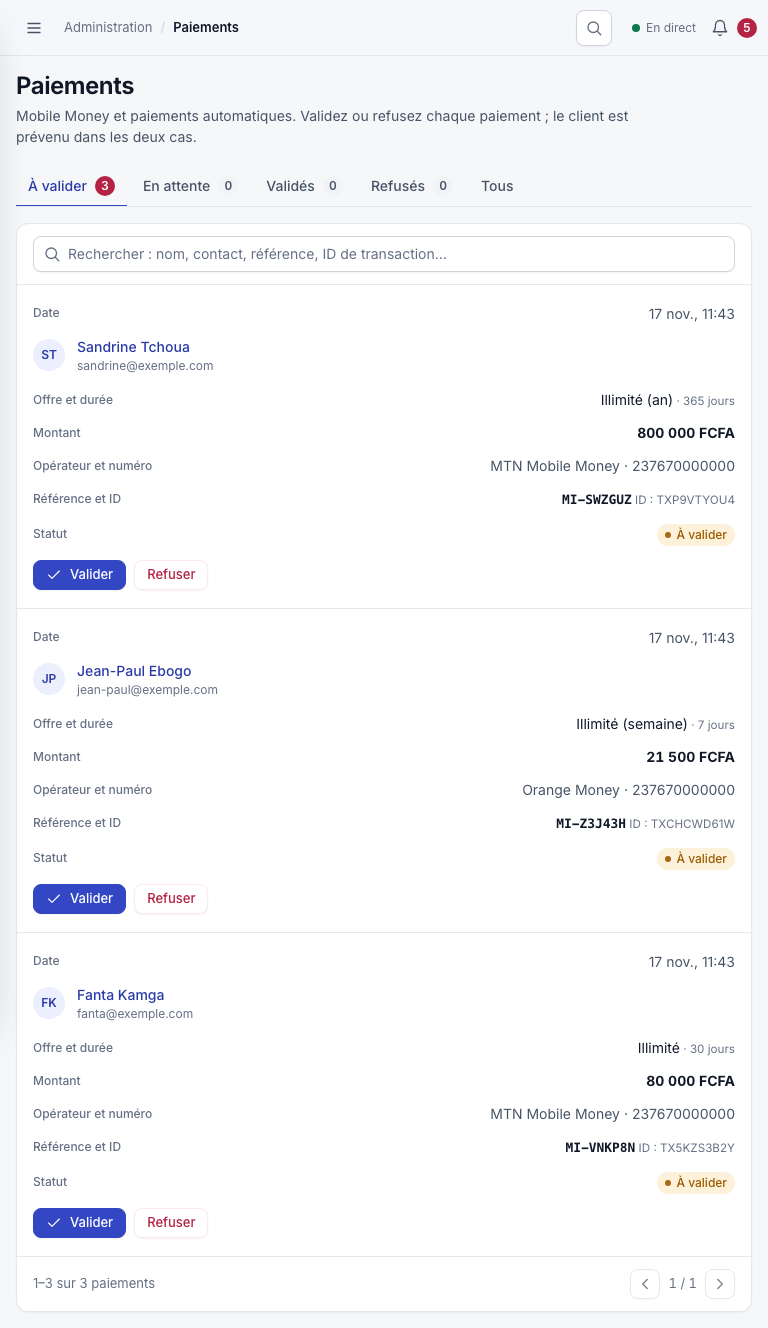 Administration / Paiements
En direct
5
Paiements
Mobile Money et paiements automatiques. Validez ou refusez chaque paiement ; le client est
prévenu dans les deux cas.
À valider 3 En attente 0 Validés 0 Refusés 0 Tous
Rechercher : nom, contact, référence, ID de transaction...
Date 17 nov., 11:43
ST Sandrine Tchoua
sandrine@exemple.com
Offre et durée Illimité (an) · 365 jours
Montant 800 000 FCFA
Opérateur et numéro MTN Mobile Money · 237670000000
Référence et ID MI-SWZGUZ ID : TXP9VTYOU4
Statut À valider
Valider Refuser
Date 17 nov., 11:43
JP Jean-Paul Ebogo
jean-paul@exemple.com
Offre et durée Illimité (semaine) · 7 jours
Montant 21 500 FCFA
Opérateur et numéro Orange Money · 237670000000
Référence et ID MI-Z3J43H ID : TXCHCWD61W
Statut À valider
Valider Refuser
Date 17 nov., 11:43
FK Fanta Kamga
fanta@exemple.com
Offre et durée Illimité · 30 jours
Montant 80 000 FCFA
Opérateur et numéro MTN Mobile Money · 237670000000
Référence et ID MI-VNKP8N ID : TX5KZS3B2Y
Statut À valider
Valider Refuser
1–3 sur 3 paiements 1 / 1